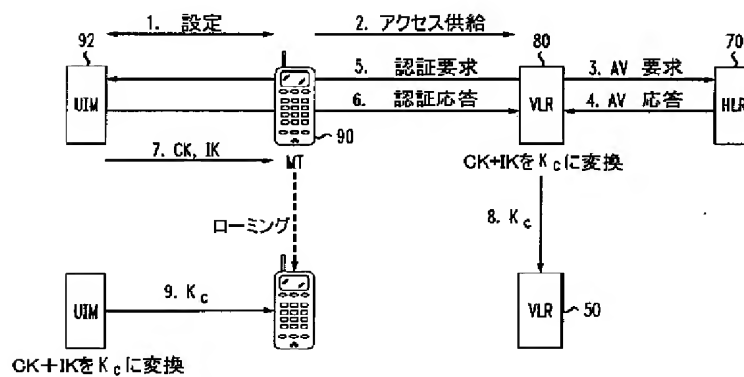 1. 設定
2. アクセス供給
92
80
70
5. 認証要求
3. AV 要求
UIM
VLR
HLR
6. 認証応答
4. AV 応答
90
7. CK, IK
MT
CK+IKをKcに変換
ローミング
8. Kc
UIM
9. Kc
VLR
50
CK+IKをKcに変換